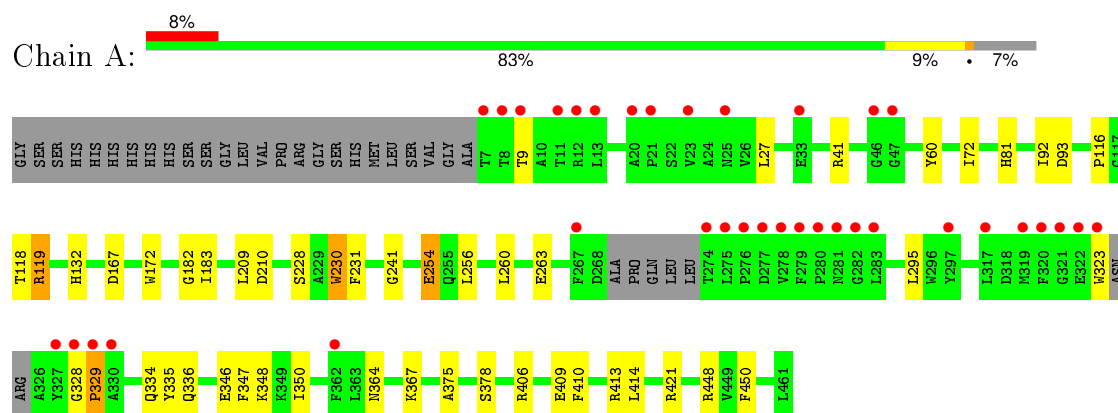 8%
Chain A:
83% 9% • 7%
GLY SER SER HIS HIS HIS HIS HIS HIS SER SER GLY LEU VAL PRO ARG GLY SER HIS MET LEU SER VAL GLY ALA T7 T8 T9 A10 T11 R12 L13 A20 P21 S22 V23 A24 N25 V26 L27 E33 R41 G46 G47 Y60 I72 H81 I92 D93 P116 G117
T118 R119 H132 D167 W172 G182 I183 L209 D210 S228 A229 W230 F231 G241 E254 Q255 L256 L260 E263 F267 D268 ALA PRO GLN LEU LEU T274 L275 P276 D277 V278 F279 P280 N281 G282 L283 L295 W296 Y297 L317 D318 M319 F320 G321 E322 W323 ASN
ARG A326 Y327 G328 P329 A330 Q334 Y335 Q336 E346 F347 K348 K349 I350 F362 L363 N364 K367 A375 S378 R406 E409 F410 R413 L414 R421 R448 V449 F450 L461